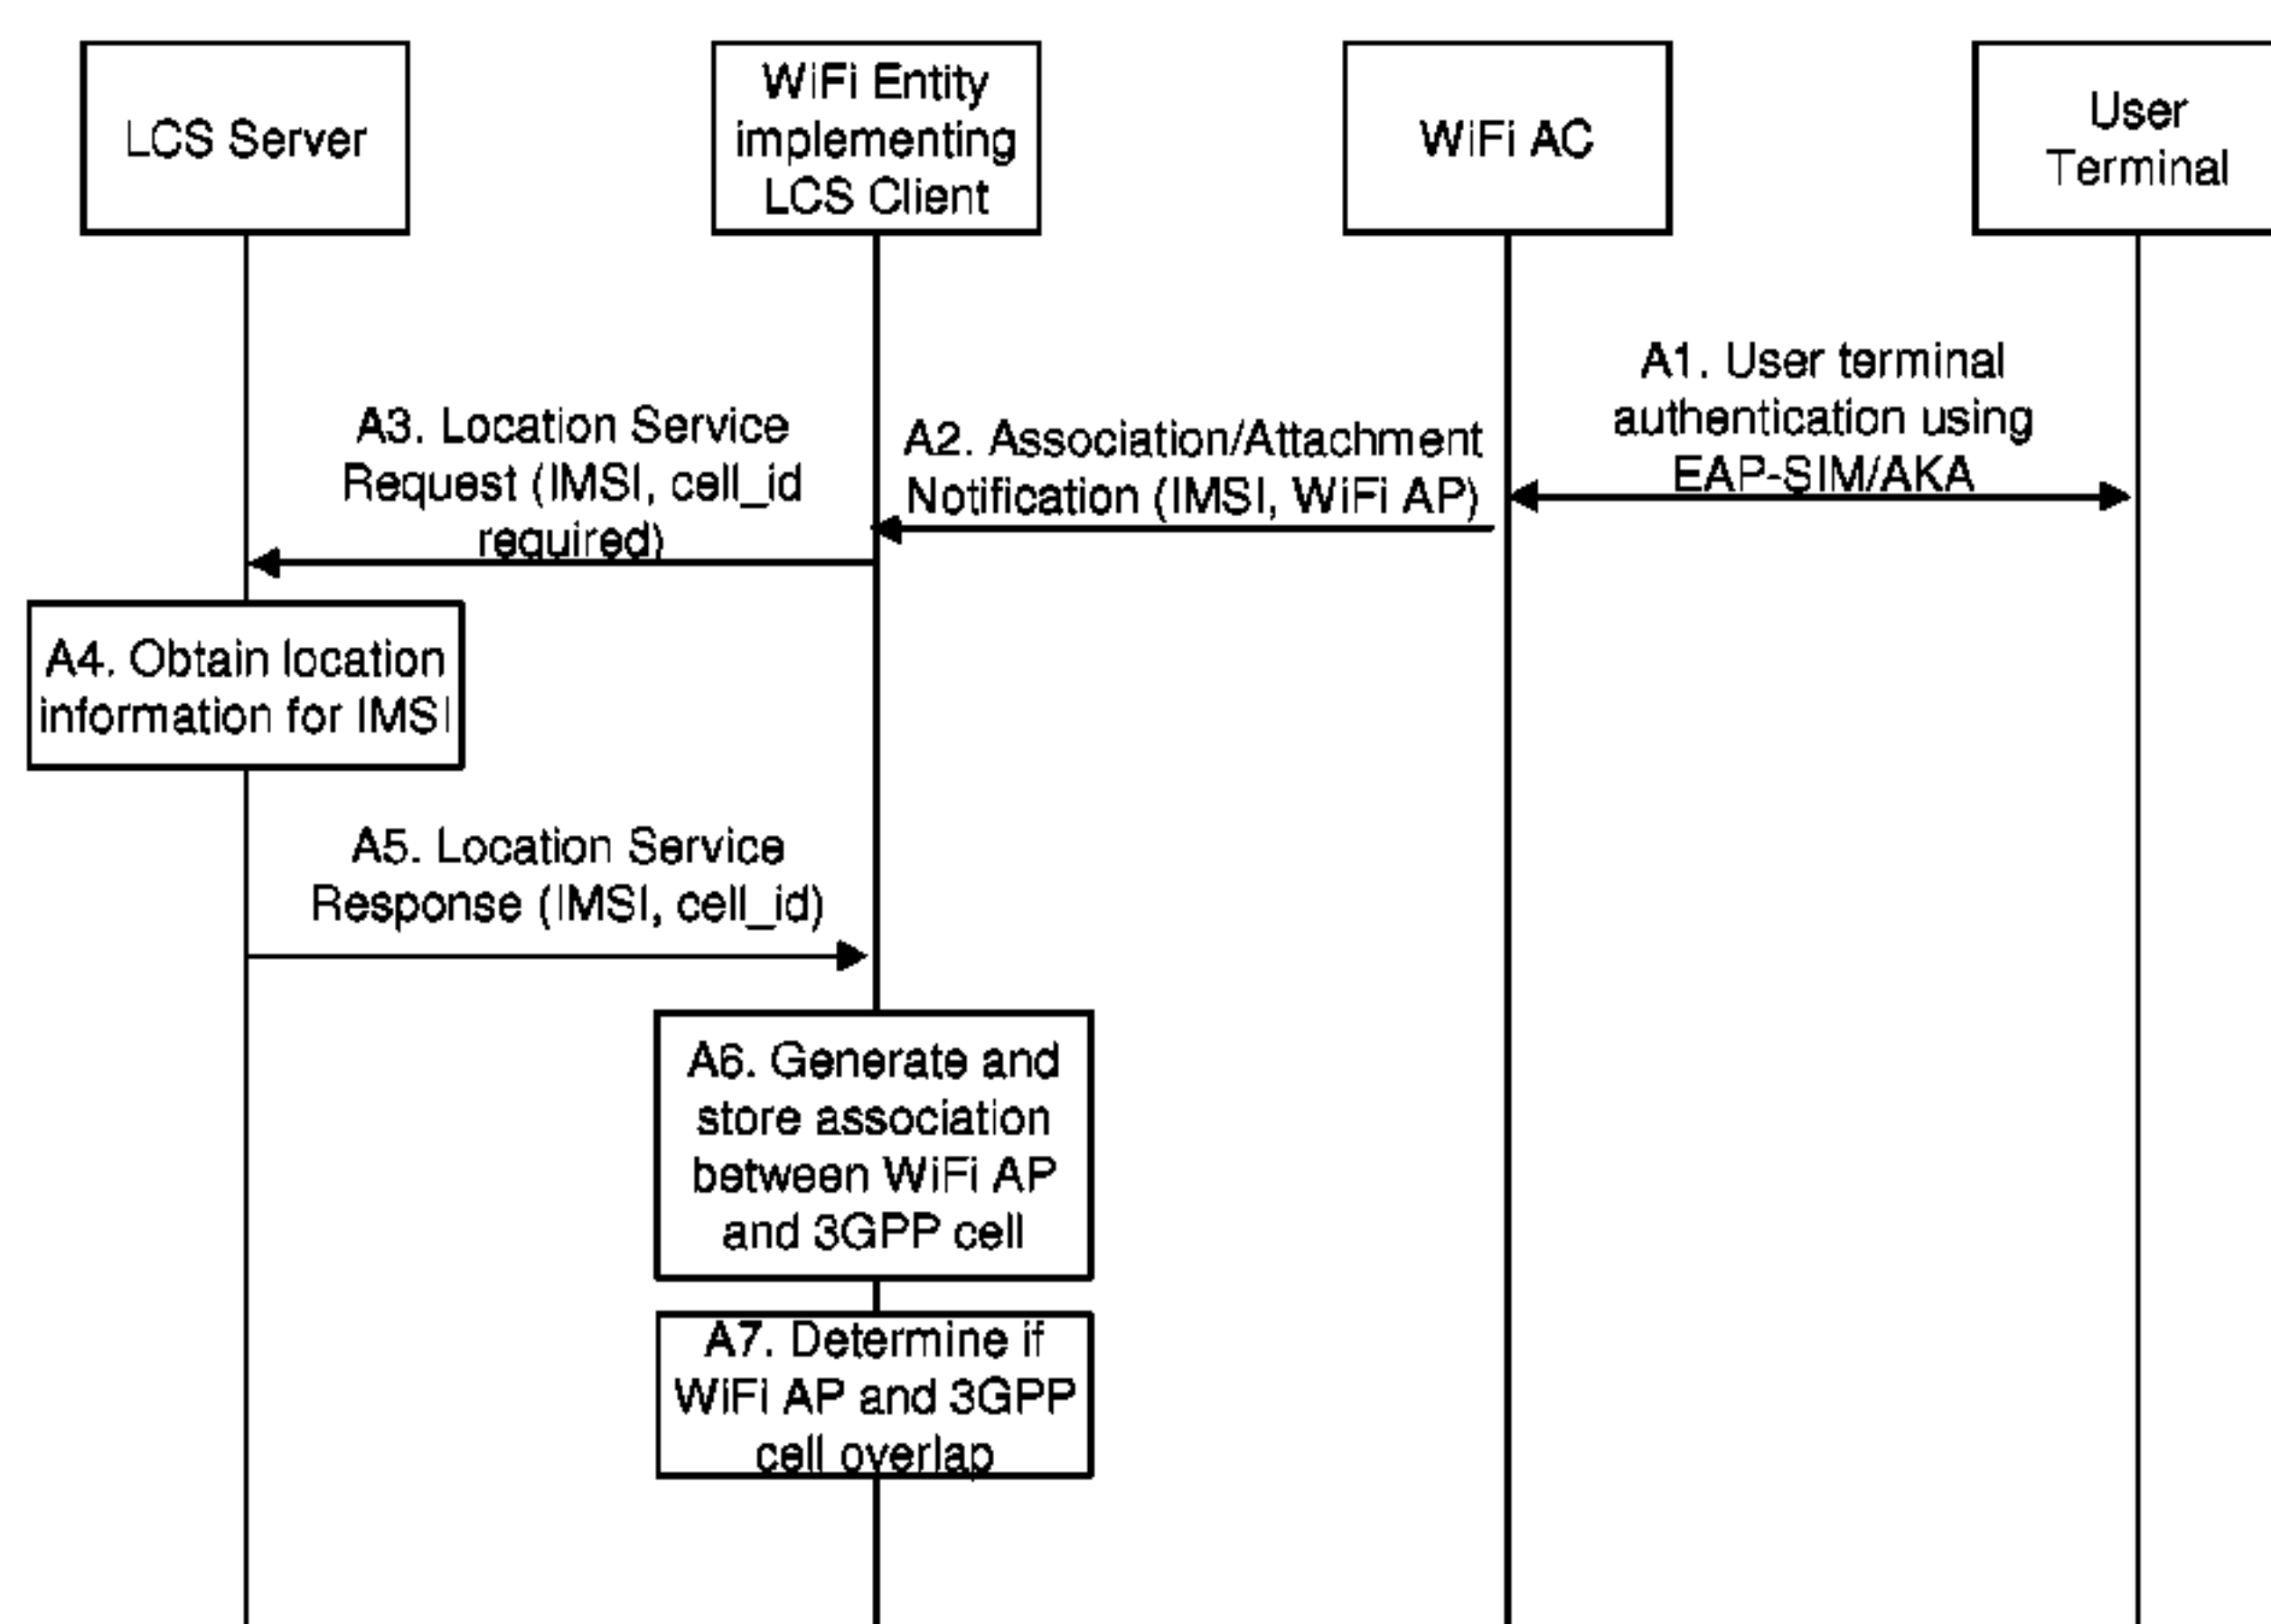 LCS Server
WiFi Entity
implementing
LCS Client
WiFi AC
User
Terminal
A1. User terminal
authentication using
EAP-SIM/AKA
A2. Association/Attachment
Notification (IMSI, WiFi AP)
A3. Location Service
Request (IMSI, cell_id
required)
A4. Obtain location
information for IMSI
A5. Location Service
Response (IMSI, cell_id)
A6. Generate and
store association
between WiFi AP
and 3GPP cell
A7. Determine if
WiFi AP and 3GPP
cell overlap